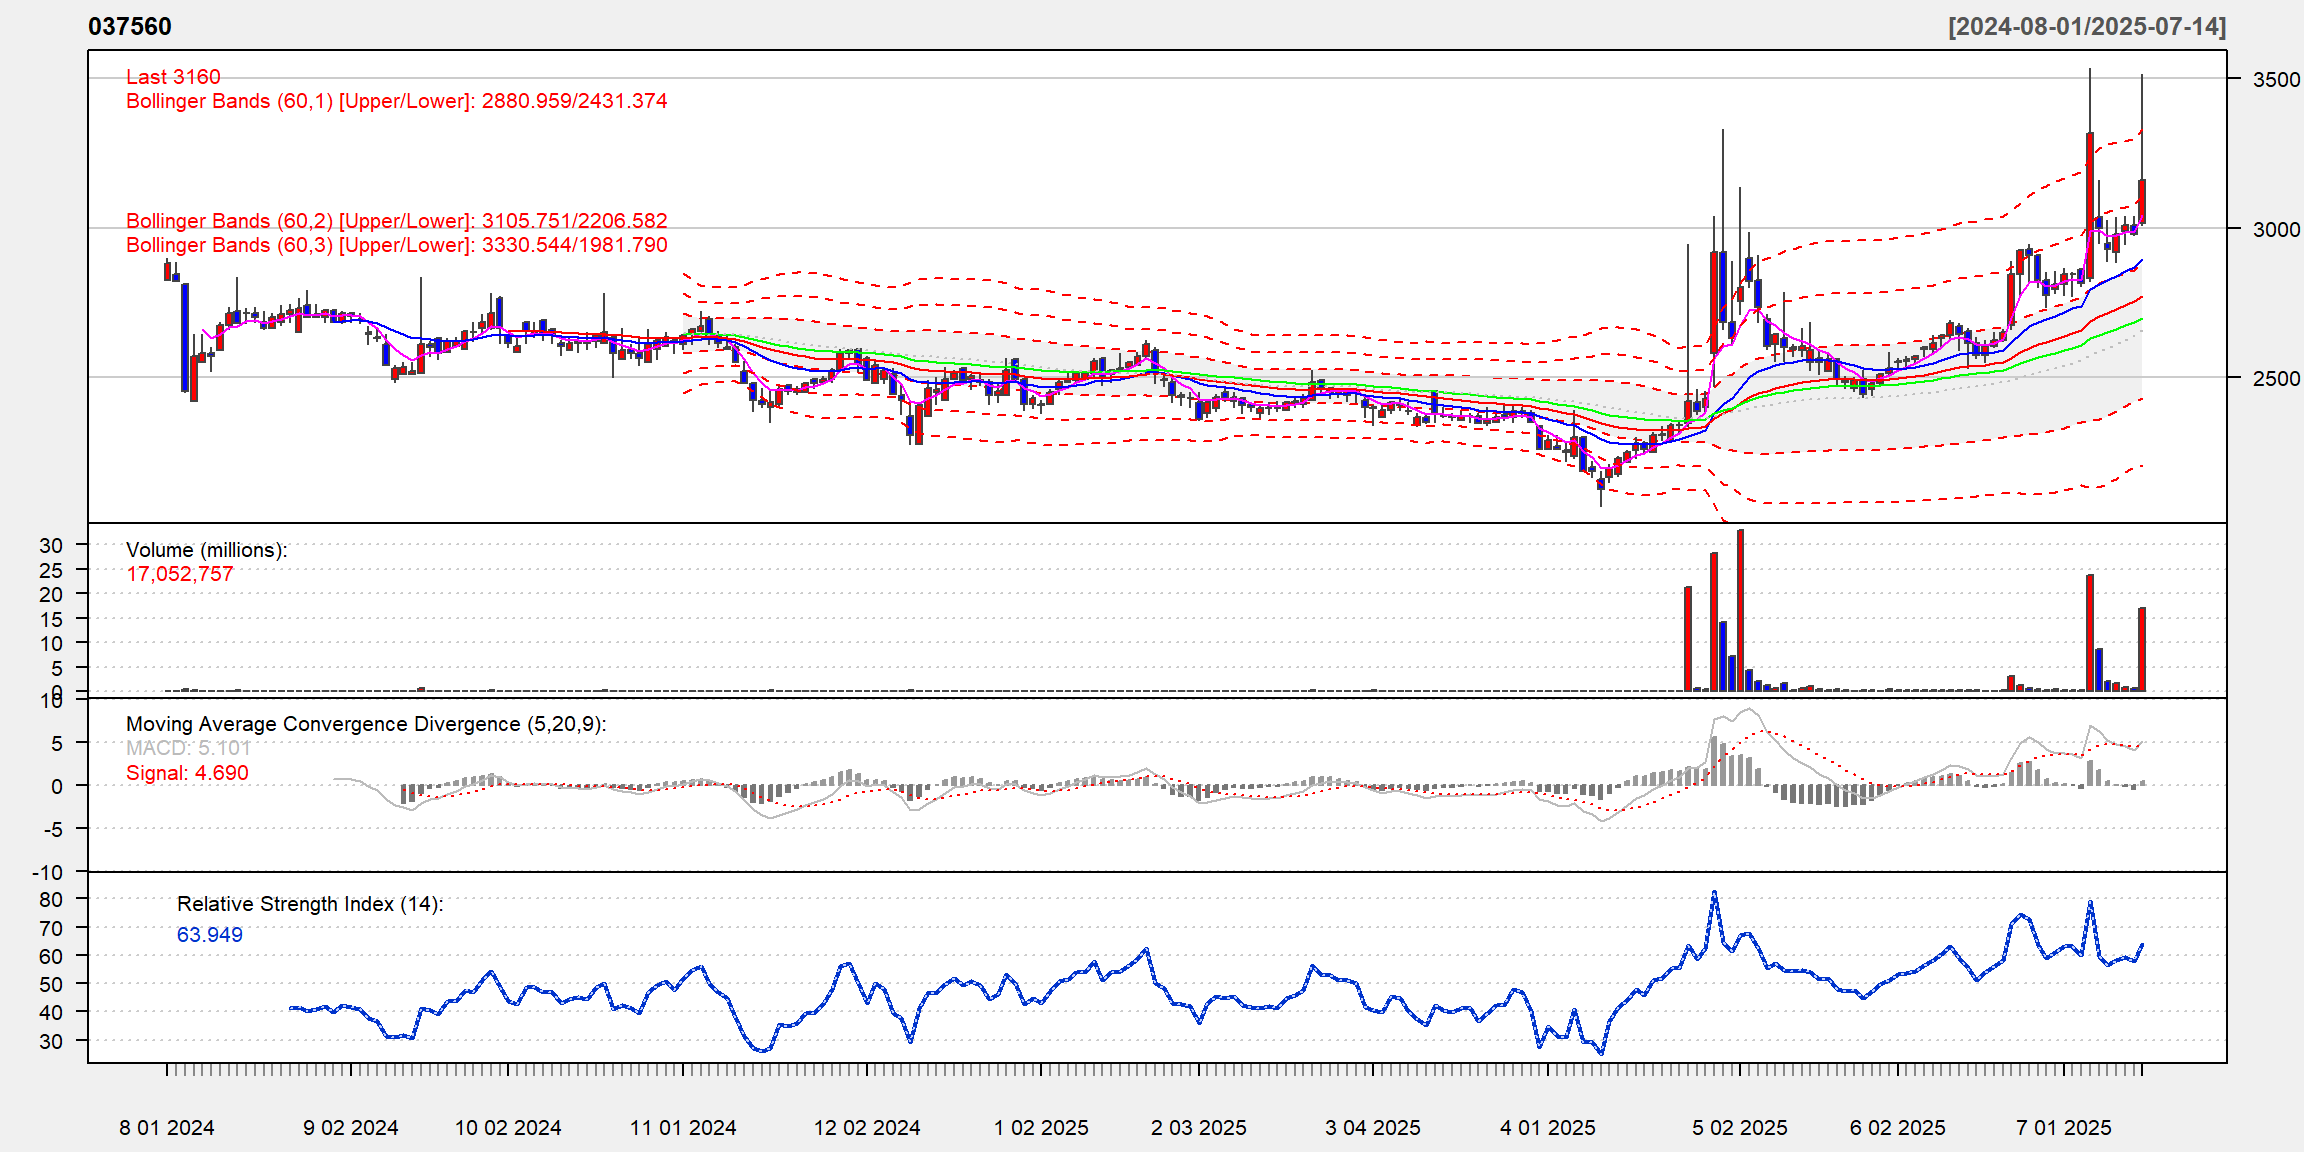 037560
[2024-08-01/2025-07-14]
Last 3160
Bollinger Bands (60,1) [Upper/Lower]: 2880.959/2431.374
Bollinger Bands (60,2) [Upper/Lower]: 3105.751/2206.582
Bollinger Bands (60,3) [Upper/Lower]: 3330.544/1981.790
3500
3000
2500
Volume (millions):
17,052,757
30
25
20
15
10
5
0
Moving Average Convergence Divergence (5,20,9):
MACD: 5.101
Signal: 4.690
10
5
0
-5
-10
Relative Strength Index (14):
63.949
80
70
60
50
40
30
8 01 2024
9 02 2024
10 02 2024
11 01 2024
12 02 2024
1 02 2025
2 03 2025
3 04 2025
4 01 2025
5 02 2025
6 02 2025
7 01 2025